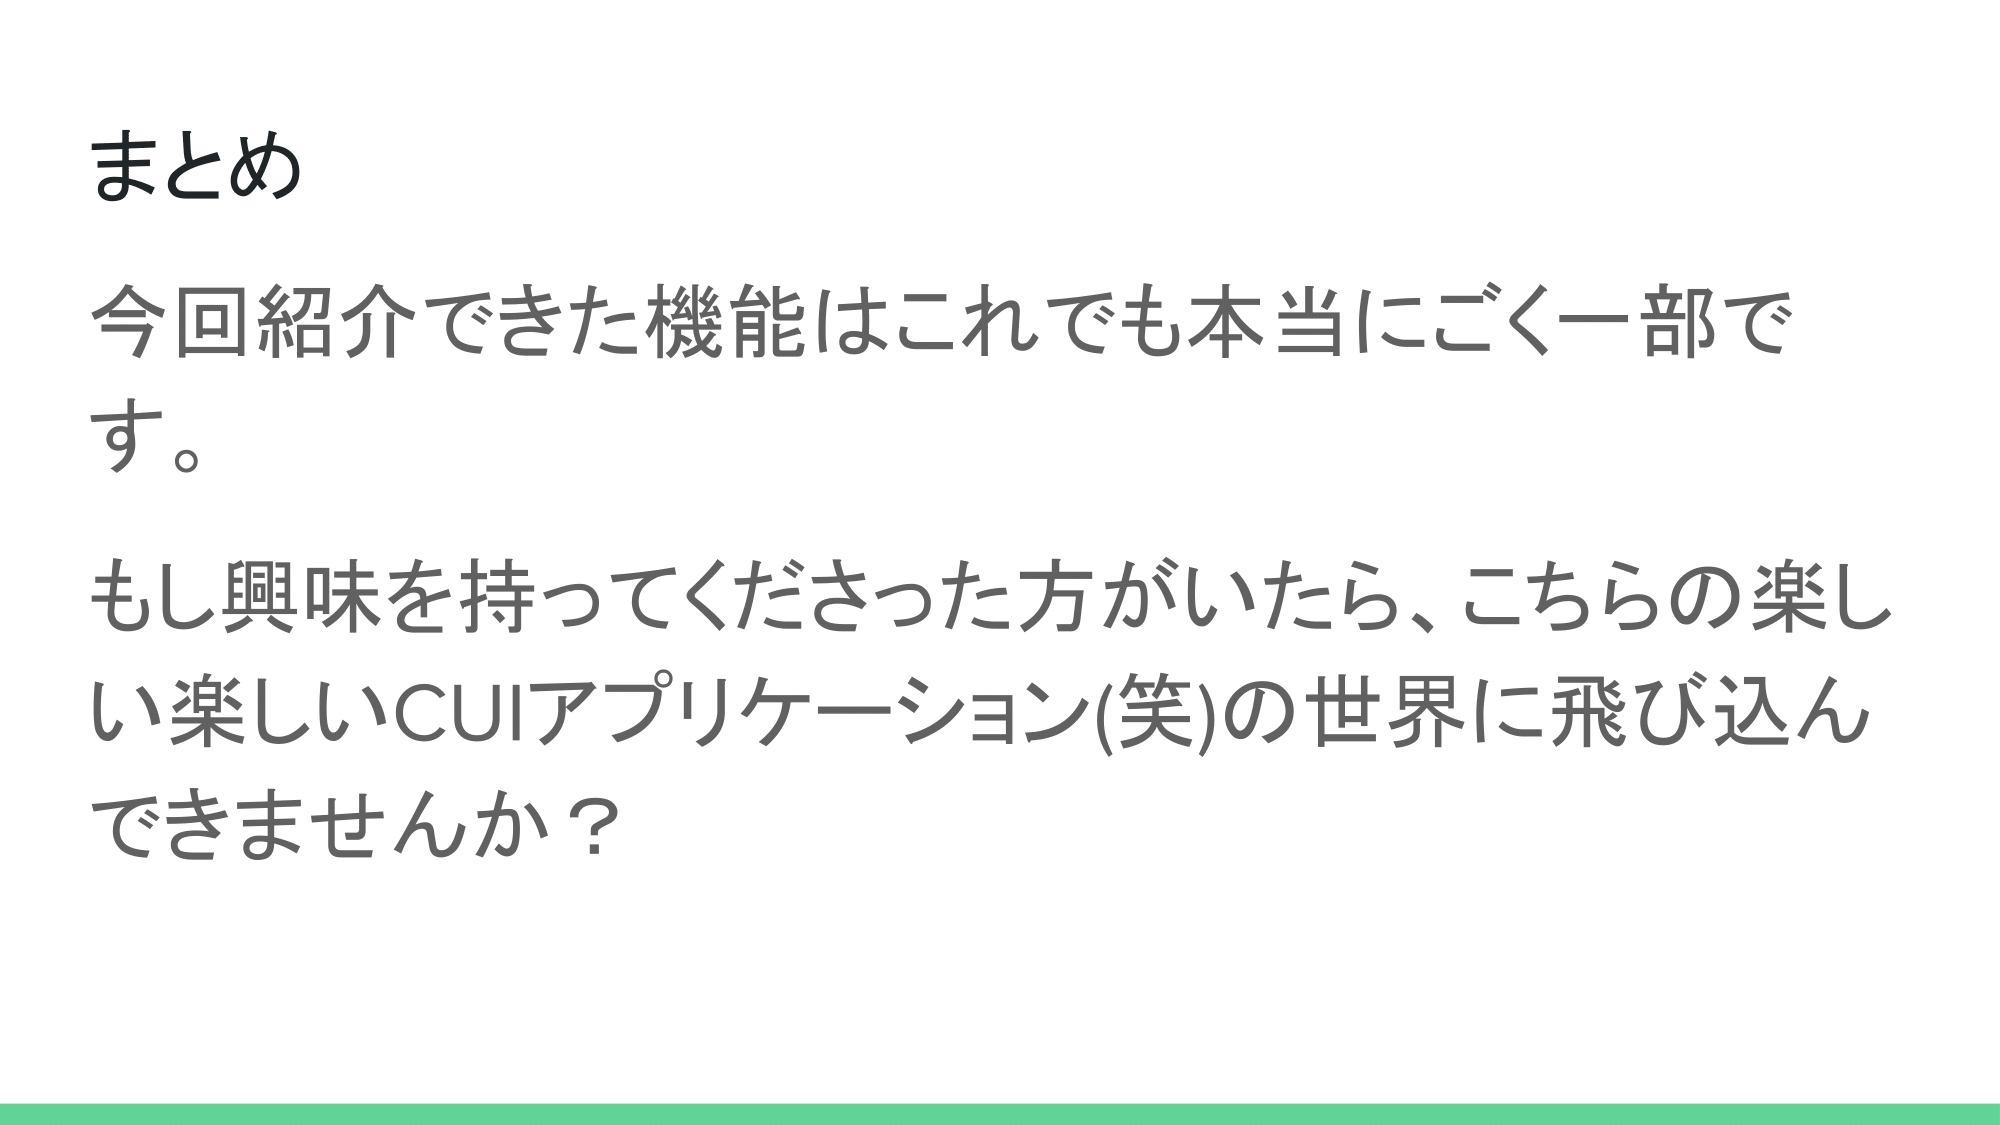 まとめ
今回紹介できた機能はこれでも本当にごく一部で
す。
もし興味を持ってくださった方がいたら、こちらの楽し
い楽しいCUIアプリケーション(笑)の世界に飛び込ん
できませんか？